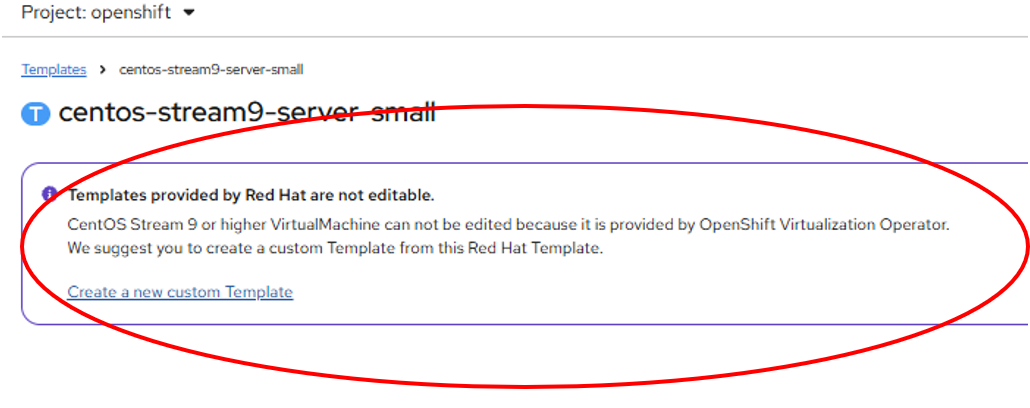 Project: openshift
Templates > centos-stream9-server-small
T centos-stream9-server-small
Templates provided by Red Hat are not editable.
CentOS Stream 9 or higher VirtualMachine can not be edited because it is provided by OpenShift Virtualization Operator.
We suggest you to create a custom Template from this Red Hat Template.
Create a new custom Template